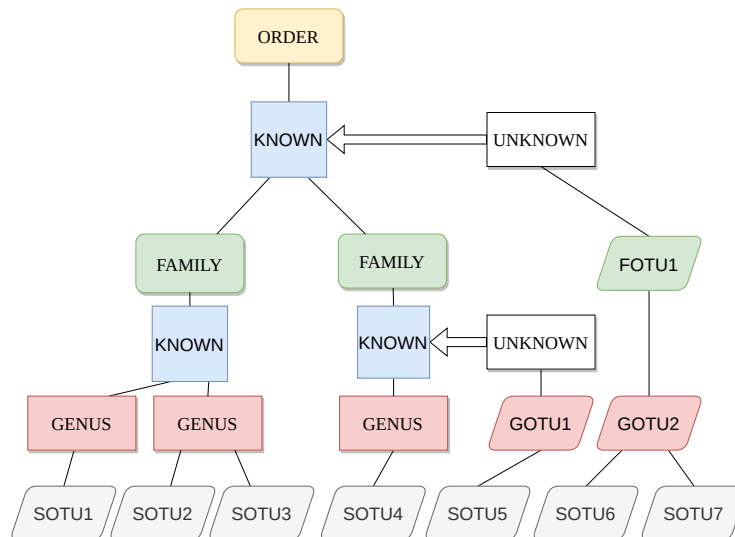 ORDER
KNOWN
UNKNOWN
FAMILY
FAMILY
FOTU1
KNOWN
KNOWN
UNKNOWN
GENUS
GENUS
GENUS
GOTU1
GOTU2
SOTU1
SOTU2
SOTU3
SOTU4
SOTU5
SOTU6
SOTU7